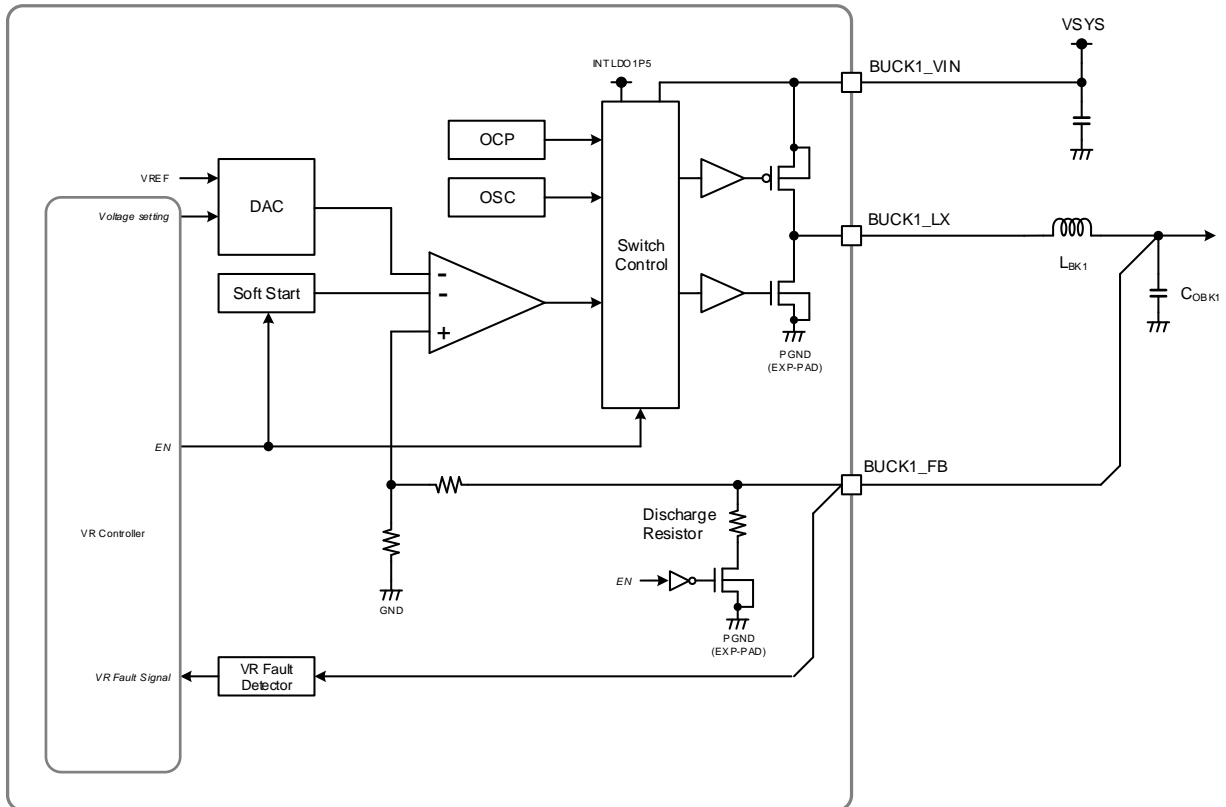 VSYS
INTLDO1P5
BUCK1_VIN
OCP
VREF
DAC
Voltage setting
OSC
BUCK1_LX
Switch
Control
LBK1
Soft Start
-
-
+
COBK1
PGND
(EXP-PAD)
EN
BUCK1_FB
Discharge
Resistor
VR Controller
EN
GND
PGND
(EXP-PAD)
VR Fault Signal
VR Fault
Detector